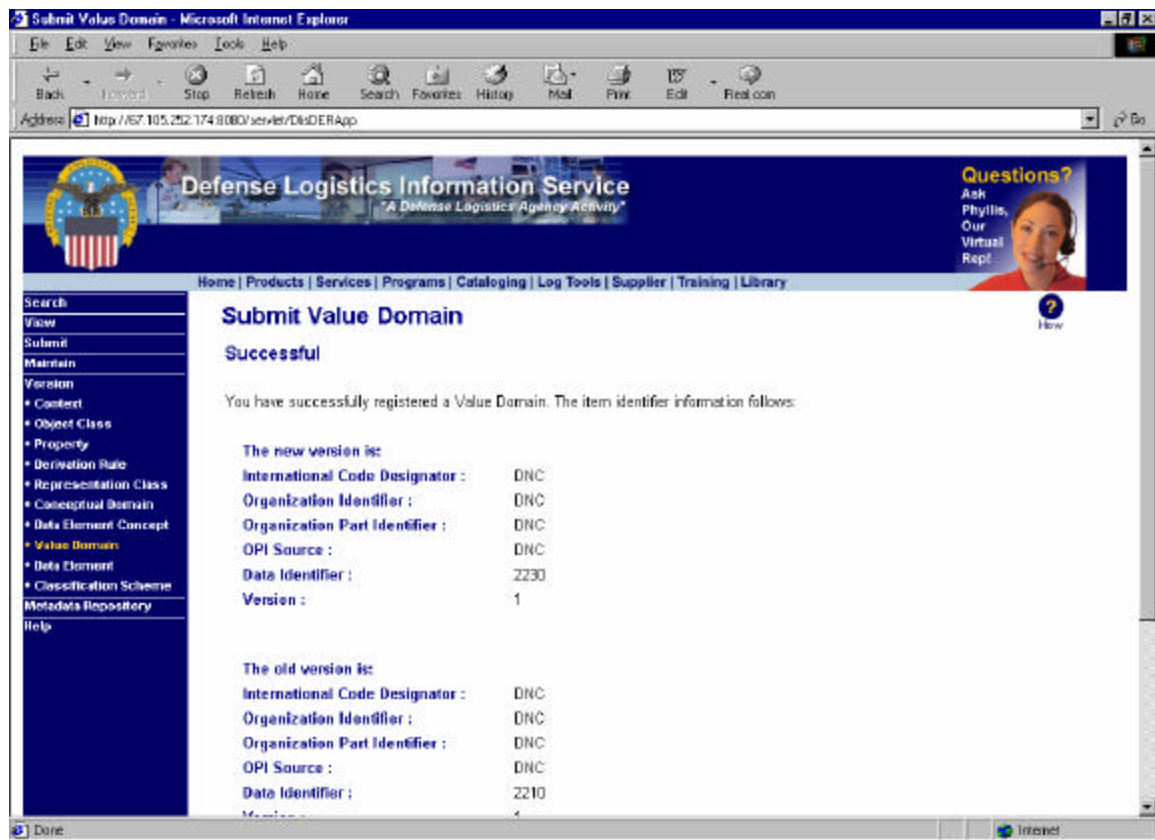 Submit Value Domain - Microsoft Internet Explorer
File Edit View Favorites Tools Help
Back Forward Stop Refresh Home Search Favorites History Mail Print Edit Real.com
Address http://67.105.252.174:8080/servlet/DlisDERApp Go
Defense Logistics Information Service
"A Defense Logistics Agency Activity"
Questions?
Ask
Phyllis,
Our
Virtual
Rep!
Home | Products | Services | Programs | Cataloging | Log Tools | Supplier | Training | Library
Search
View
Submit
Maintain
Version
• Context
• Object Class
• Property
• Derivation Rule
• Representation Class
• Conceptual Domain
• Data Element Concept
• Value Domain
• Data Element
• Classification Scheme
Metadata Repository
Help
Submit Value Domain
?
How
Successful
You have successfully registered a Value Domain. The item identifier information follows:
The new version is:
International Code Designator : DNC
Organization Identifier : DNC
Organization Part Identifier : DNC
OPI Source : DNC
Data Identifier : 2230
Version : 1
The old version is:
International Code Designator : DNC
Organization Identifier : DNC
Organization Part Identifier : DNC
OPI Source : DNC
Data Identifier : 2210
Done Internet